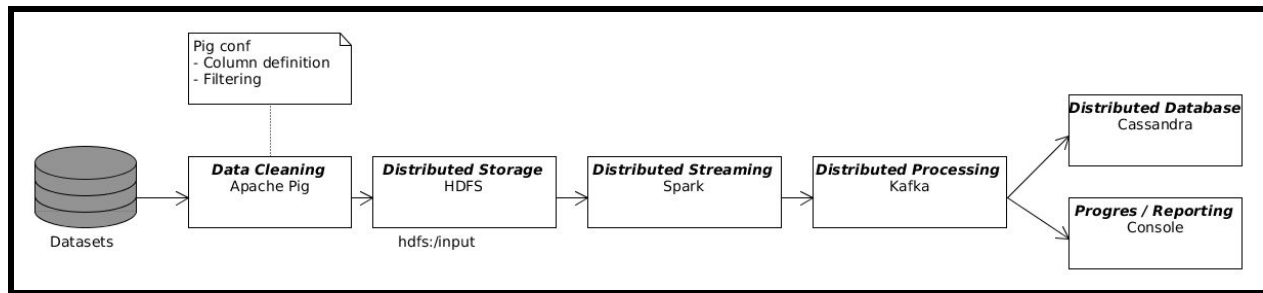 Pig conf
- Column definition
- Filtering
Datasets
Data Cleaning
Apache Pig
Distributed Storage
HDFS
hdfs:/input
Distributed Streaming
Spark
Distributed Processing
Kafka
Distributed Database
Cassandra
Progres / Reporting
Console